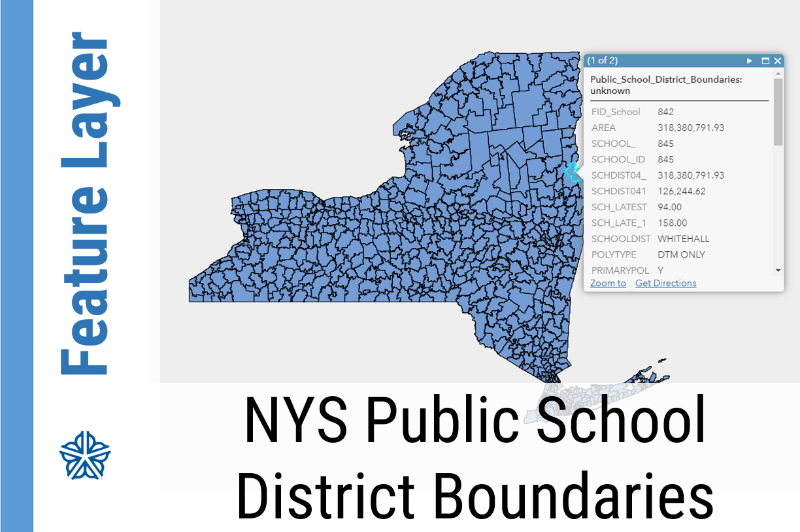 Feature Layer
(1 of 2)
Public_School_District_Boundaries:
unknown
FID_School 842
AREA 318,380,791.93
SCHOOL_ 845
SCHOOL_ID 845
SCHDIST04_ 318,380,791.93
SCHDIST041 126,244.62
SCH_LATEST 94.00
SCH_LATE_1 158.00
SCHOOLDIST WHITEHALL
POLYTYPE DTM ONLY
PRIMARYPOL Y
Zoom to Get Directions
NYS Public School
District Boundaries